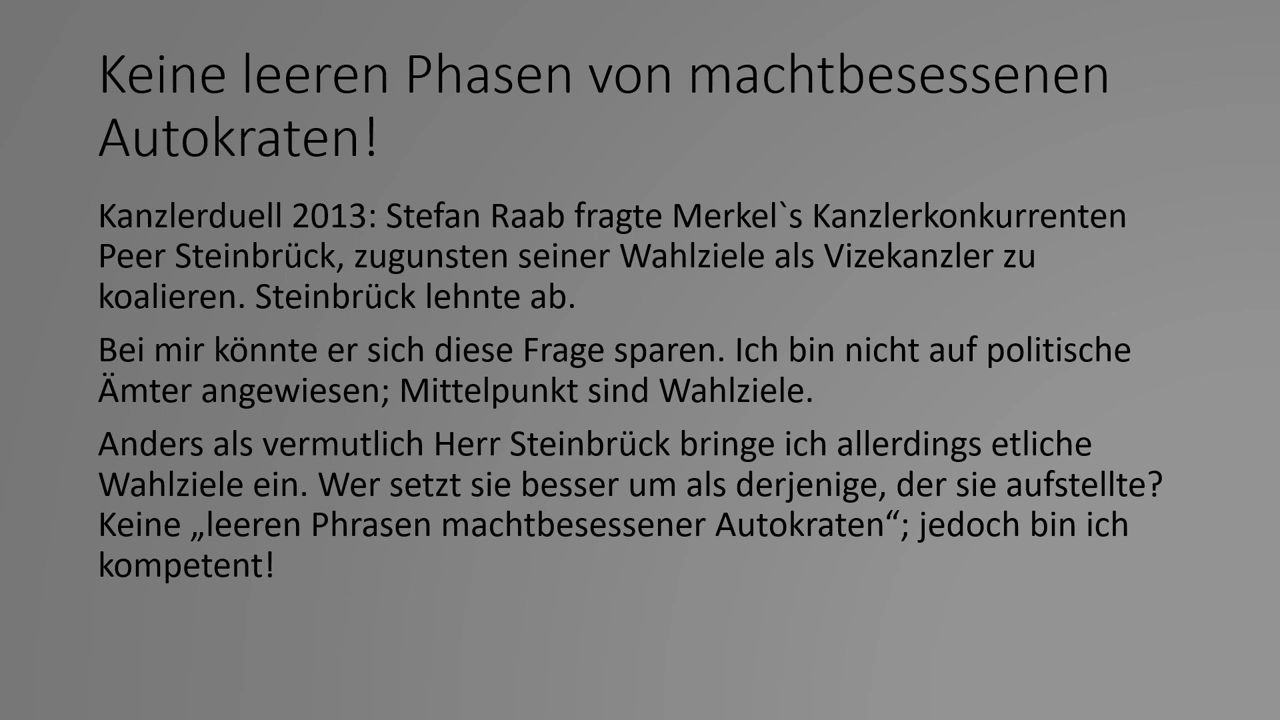 Keine leeren Phasen von machtbesessenen
Autokraten!
Kanzlerduell 2013: Stefan Raab fragte Merkel`s Kanzlerkonkurrenten
Peer Steinbrück, zugunsten seiner Wahlziele als Vizekanzler zu
koalieren. Steinbrück lehnte ab.
Bei mir könnte er sich diese Frage sparen. Ich bin nicht auf politische
Ämter angewiesen; Mittelpunkt sind Wahlziele.
Anders als vermutlich Herr Steinbrück bringe ich allerdings etliche
Wahlziele ein. Wer setzt sie besser um als derjenige, der sie aufstellte?
Keine „leeren Phrasen machtbesessener Autokraten“; jedoch bin ich
kompetent!